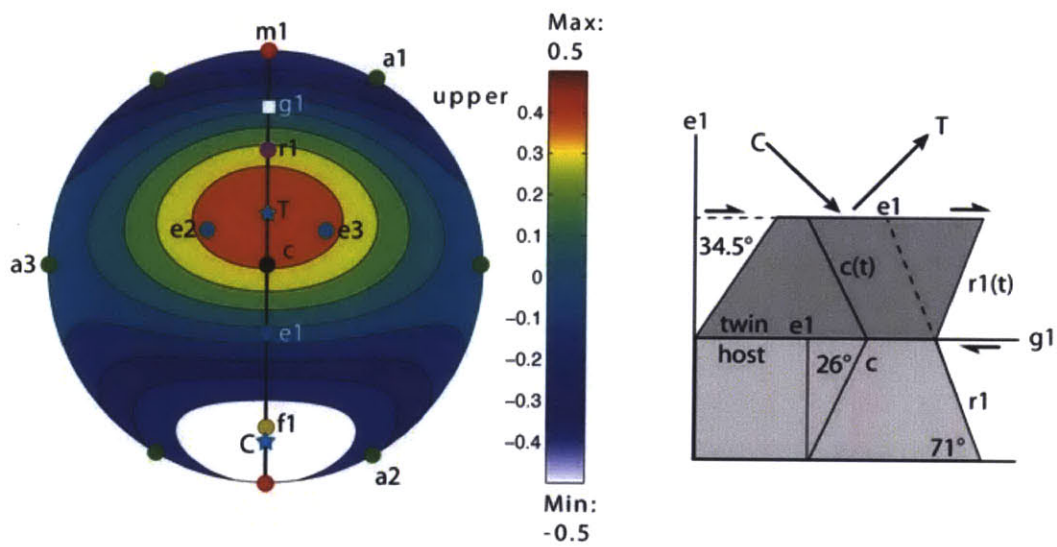 m1
a1
upper
g1
r1
T
e2
e3
c
a3
e1
f1
C
a2
Max:
0.5
0.4
0.3
0.2
0.1
0
-0.1
-0.2
-0.3
-0.4
Min:
-0.5
e1
C
T
e1
34.5°
c(t)
r1(t)
twin
e1
g1
host
26°
c
r1
71°